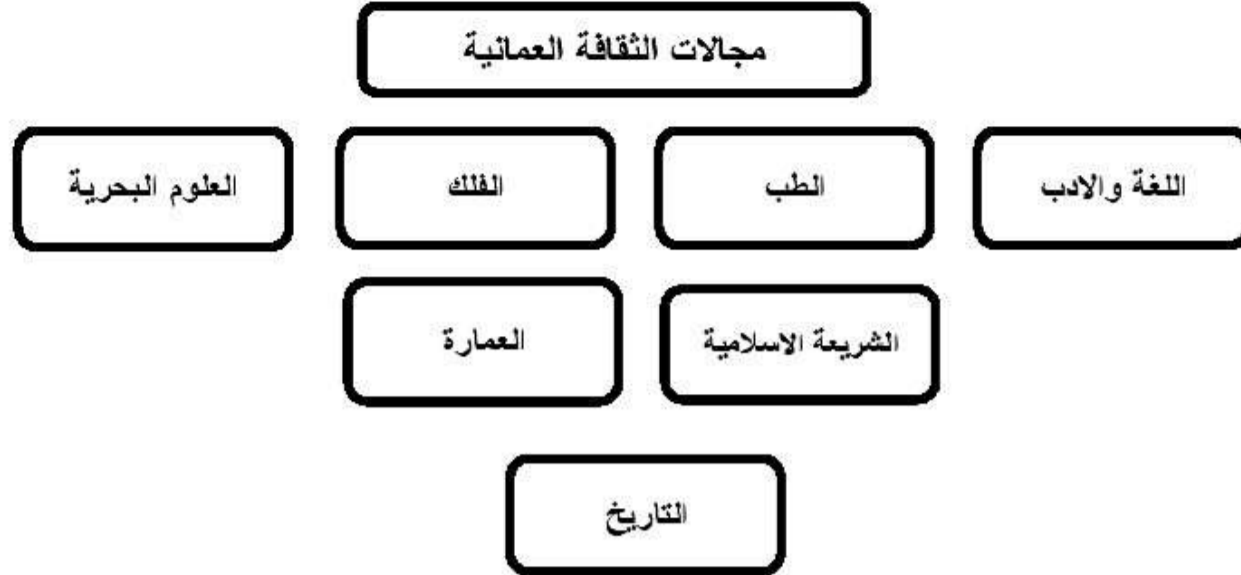 مجالات الثقافة العمانية
اللغة والادب
الطب
الفلك
العلوم البحرية
الشريعة الاسلامية
العمارة
التاريخ